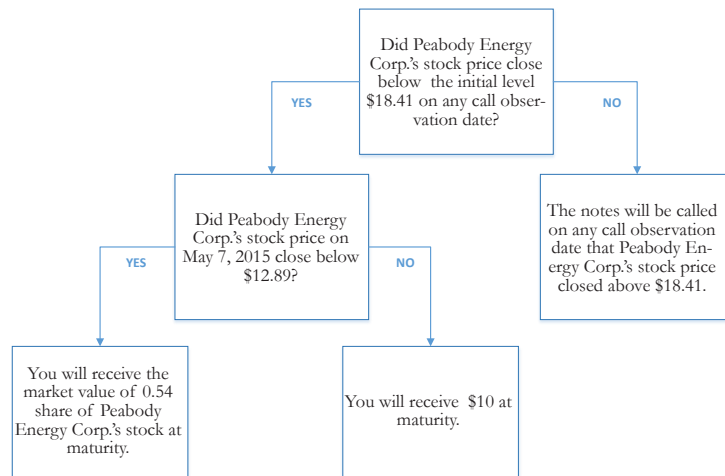 Did Peabody Energy
Corp.'s stock price close
below the initial level
$18.41 on any call obser-
vation date?
YES
NO
Did Peabody Energy
Corp.'s stock price on
May 7, 2015 close below
$12.89?
The notes will be called
on any call observation
date that Peabody En-
ergy Corp.'s stock price
closed above $18.41.
YES
NO
You will receive the
market value of 0.54
share of Peabody
Energy Corp.'s stock at
maturity.
You will receive $10 at
maturity.